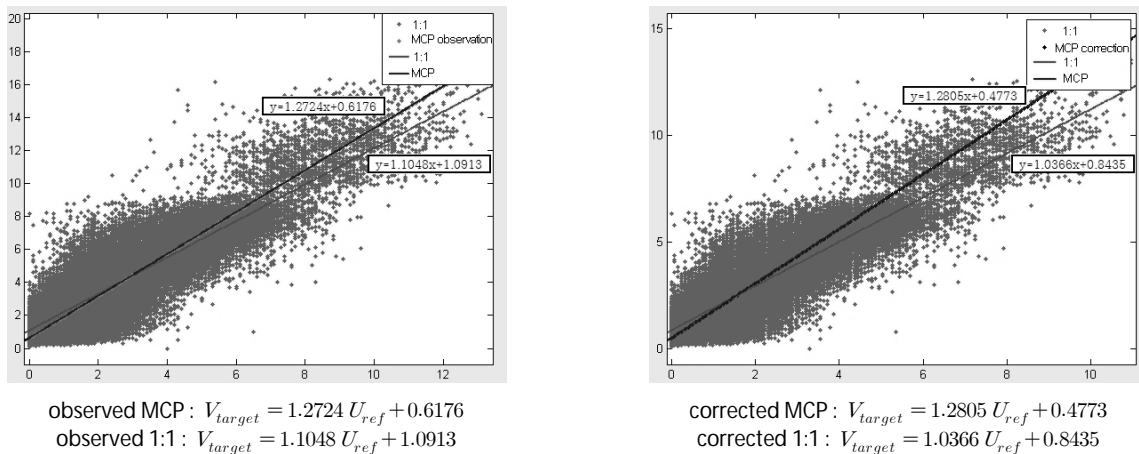 20
18
16
14
12
10
8
6
4
2
0
0 2 4 6 8 10 12
1:1
MCP observation
1:1
MCP
y=1.2724x+0.6176
y=1.1048x+1.0913
observed MCP : V_target = 1.2724 U_ref + 0.6176
observed 1:1 : V_target = 1.1048 U_ref + 1.0913
15
10
5
0
0 2 4 6 8 10
1:1
MCP correction
1:1
MCP
y=1.2805x+0.4773
y=1.0366x+0.8435
corrected MCP : V_target = 1.2805 U_ref + 0.4773
corrected 1:1 : V_target = 1.0366 U_ref + 0.8435